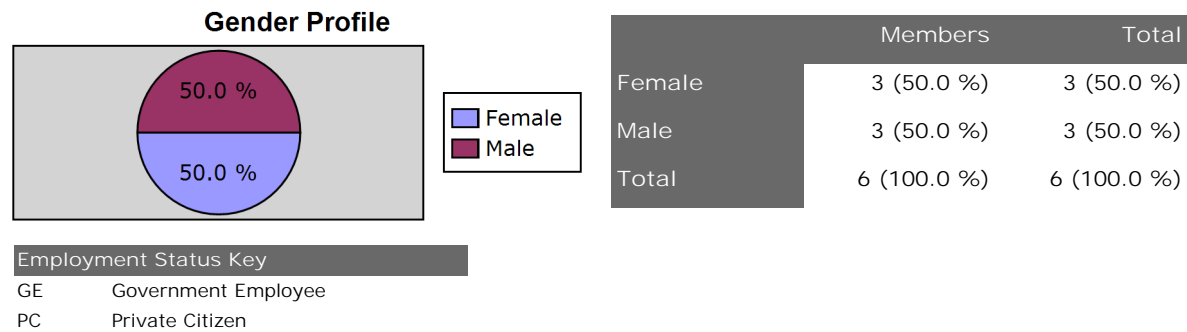 Gender Profile
50.0 %
50.0 %
Female
Male
Members Total
Female 3 (50.0 %) 3 (50.0 %)
Male 3 (50.0 %) 3 (50.0 %)
Total 6 (100.0 %) 6 (100.0 %)
Employment Status Key
GE Government Employee
PC Private Citizen